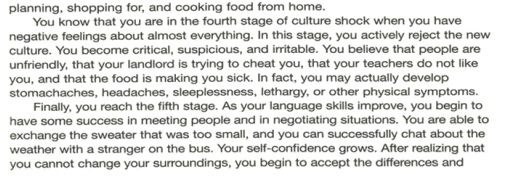 planning, shopping for, and cooking food from home.
You know that you are in the fourth stage of culture shock when you have
negative feelings about almost everything. In this stage, you actively reject the new
culture. You become critical, suspicious, and irritable. You believe that people are
unfriendly, that your landlord is trying to cheat you, that your teachers do not like
you, and that the food is making you sick. In fact, you may actually develop
stomachaches, headaches, sleeplessness, lethargy, or other physical symptoms.
Finally, you reach the fifth stage. As your language skills improve, you begin to
have some success in meeting people and in negotiating situations. You are able to
exchange the sweater that was too small, and you can successfully chat about the
weather with a stranger on the bus. Your self-confidence grows. After realizing that
you cannot change your surroundings, you begin to accept the differences and